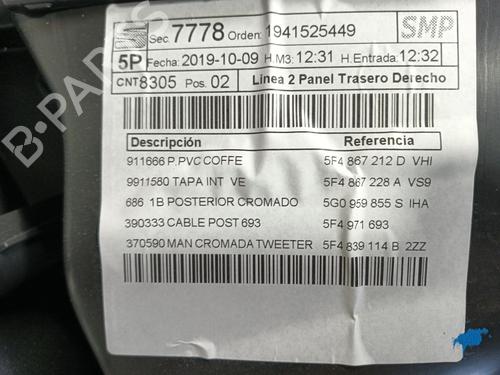 Sec. 7778 Orden: 1941525449 SMP
5P Fecha: 2019-10-09 H.M3: 12:31 H.Entrada: 12:32
CNT 8305 Pos. 02 Línea 2 Panel Trasero Derecho
Descripción Referencia
911666 P.PVC COFFE 5F4 867 212 D VHI
9911580 TAPA INT VE 5F4 867 228 A VS9
686 1B POSTERIOR CROMADO 5G0 959 855 S IHA
390333 CABLE POST 693 5F4 971 693
370590 MAN CROMADA TWEETER 5F4 839 114 B 2ZZ
B-PARTS